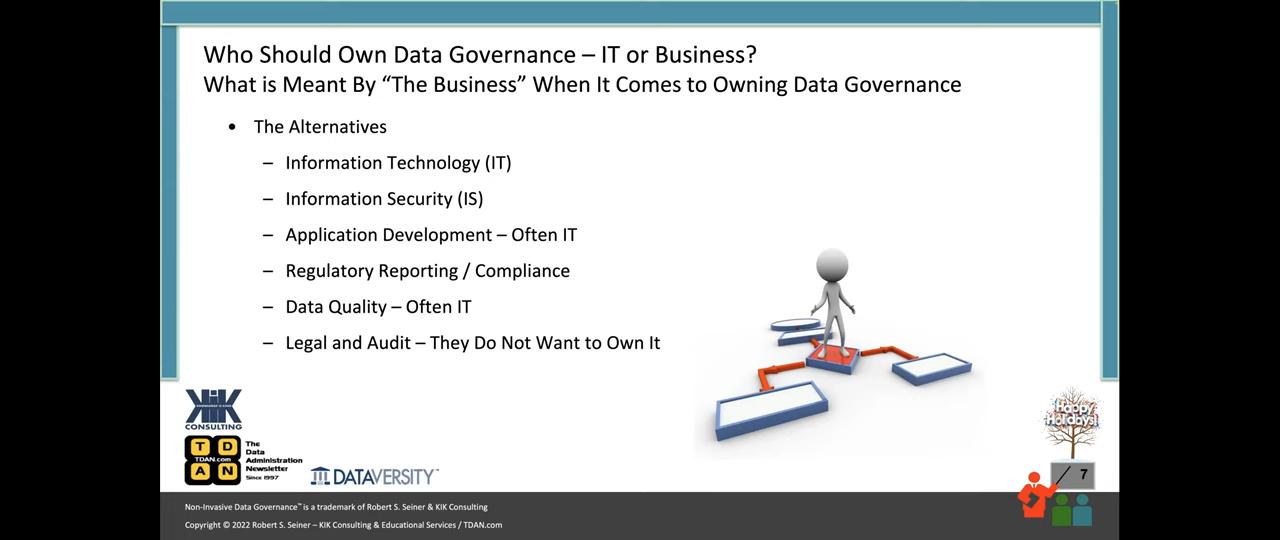 Who Should Own Data Governance – IT or Business?
What is Meant By “The Business” When It Comes to Owning Data Governance
• The Alternatives
– Information Technology (IT)
– Information Security (IS)
– Application Development – Often IT
– Regulatory Reporting / Compliance
– Data Quality – Often IT
– Legal and Audit – They Do Not Want to Own It
KIK
CONSULTING
T D
TDAN.com
A N
The
Data
Administration
Newsletter
Since 1997
DATAVERSITY™
Happy
Holidays!
7
Non-Invasive Data Governance™ is a trademark of Robert S. Seiner & KIK Consulting
Copyright © 2022 Robert S. Seiner – KIK Consulting & Educational Services / TDAN.com